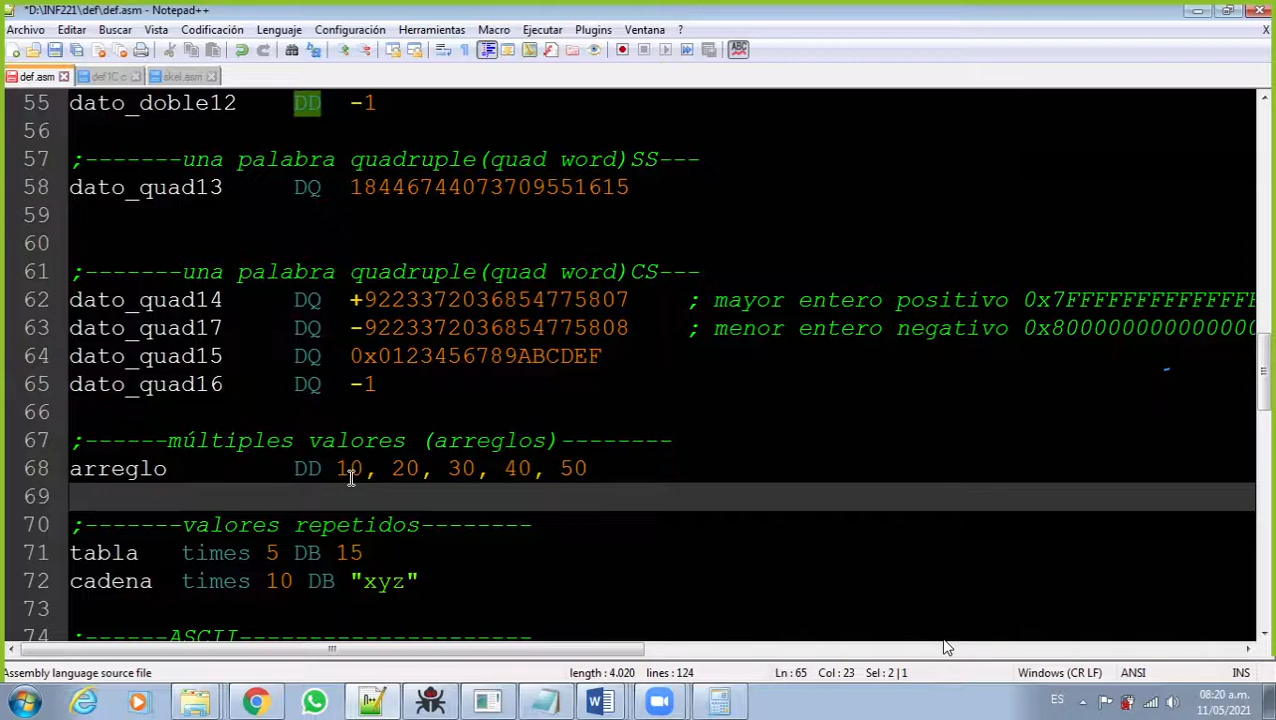 *D:\INF221\def\def.asm - Notepad++
Archivo Editar Buscar Vista Codificación Lenguaje Configuración Herramientas Macro Ejecutar Plugins Ventana ? X
def.asm def1C.c skel.asm
55 dato_doble12 DD -1
56
57 ;-------una palabra quadruple(quad word)SS---
58 dato_quad13 DQ 18446744073709551615
59
60
61 ;-------una palabra quadruple(quad word)CS---
62 dato_quad14 DQ +9223372036854775807 ; mayor entero positivo 0x7FFFFFFFFFFFFFF
63 dato_quad17 DQ -9223372036854775808 ; menor entero negativo 0x800000000000000
64 dato_quad15 DQ 0x0123456789ABCDEF
65 dato_quad16 DQ -1
66
67 ;------múltiples valores (arreglos)--------
68 arreglo DD 10, 20, 30, 40, 50
69
70 ;-------valores repetidos--------
71 tabla times 5 DB 15
72 cadena times 10 DB "xyz"
73
74 ;------ASCII---------------------
Assembly language source file length : 4.020 lines : 124 Ln : 65 Col : 23 Sel : 2 | 1 Windows (CR LF) ANSI INS
ES 08:20 a.m.
11/05/2021